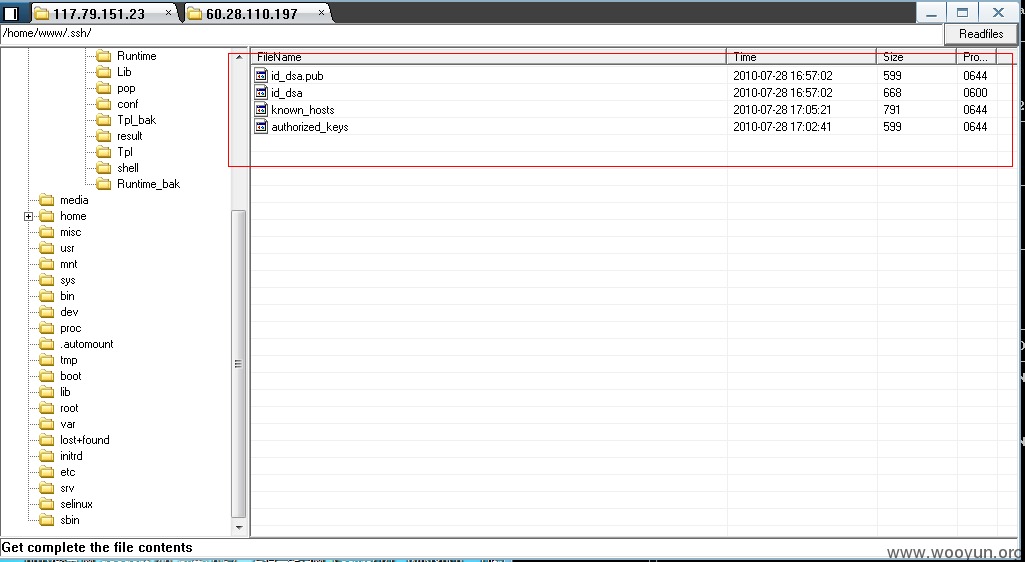 117.79.151.23 × 60.28.110.197 ×
/home/www/.ssh/ Readfiles
FileName Time Size Pro...
id_dsa.pub 2010-07-28 16:57:02 599 0644
id_dsa 2010-07-28 16:57:02 668 0600
known_hosts 2010-07-28 17:05:21 791 0644
authorized_keys 2010-07-28 17:02:41 599 0644
Runtime
Lib
pop
conf
Tpl_bak
result
Tpl
shell
Runtime_bak
media
home
misc
usr
mnt
sys
bin
dev
proc
.automount
tmp
boot
lib
root
var
lost+found
initrd
etc
srv
selinux
sbin
Get complete the file contents
www.wooyun.org